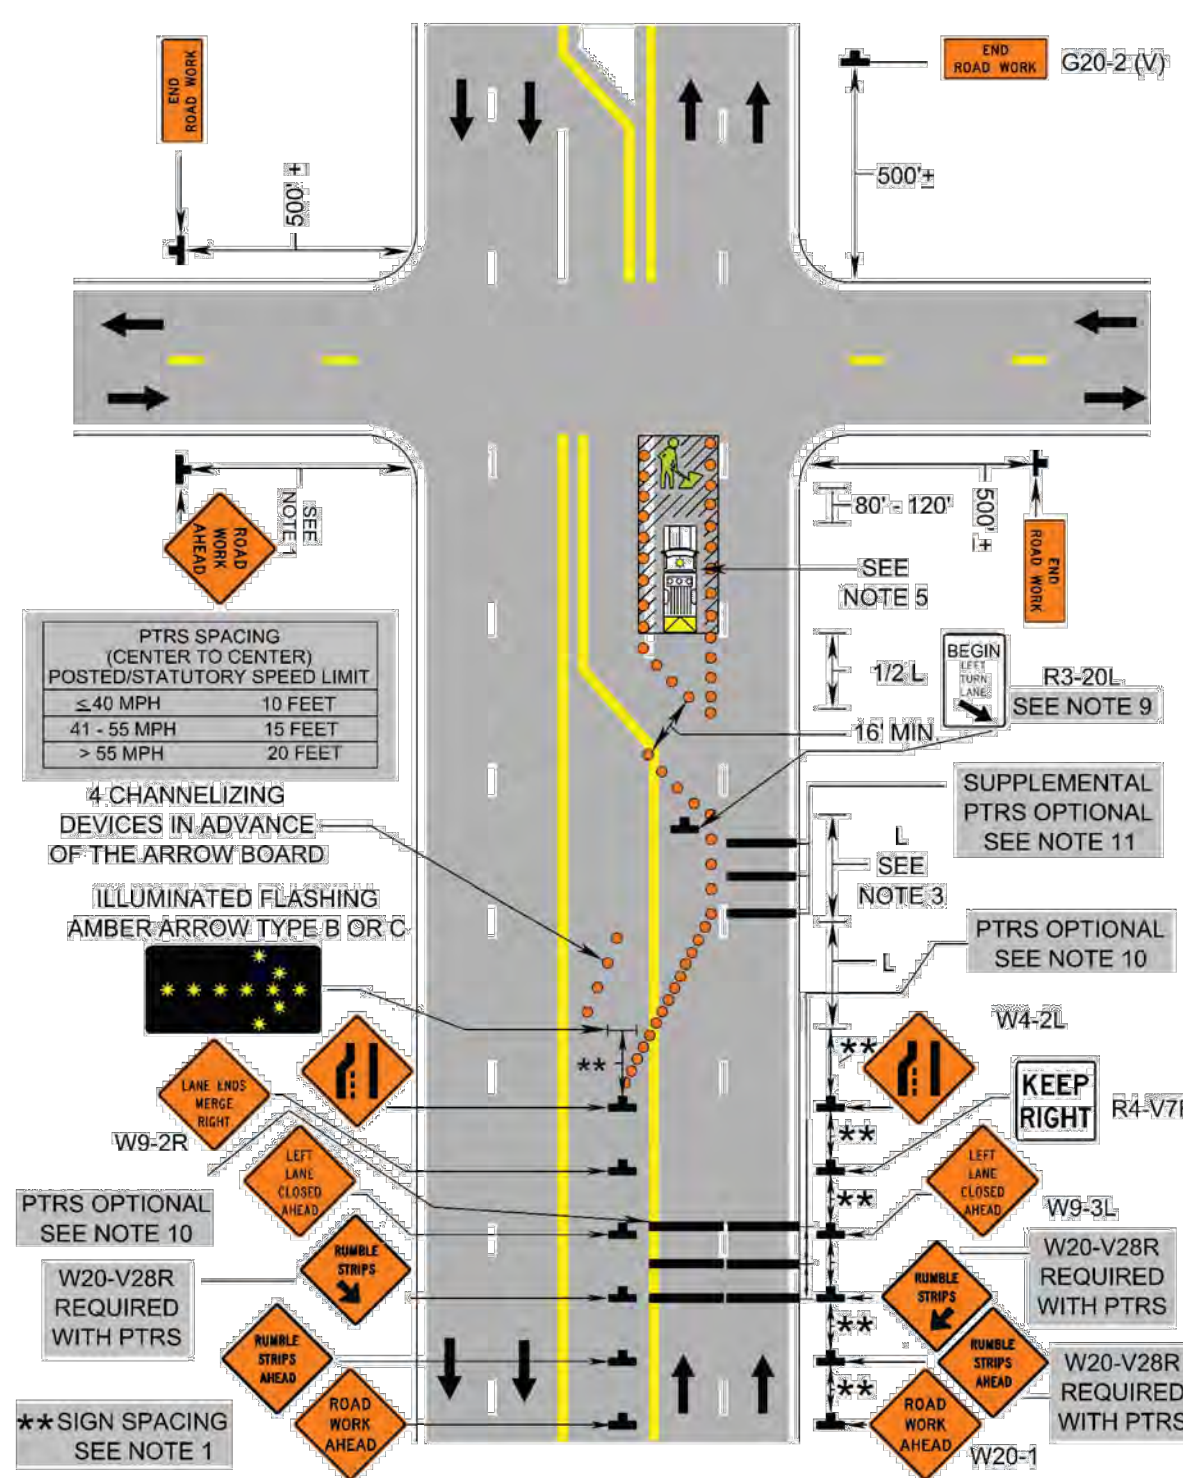 END
ROAD WORK
END
ROAD WORK
G20-2 (V)
500'±
500'±
SEE
NOTE 1
ROAD
WORK
AHEAD
80' - 120'
500'±
END
ROAD WORK
SEE
NOTE 5
PTRS SPACING
(CENTER TO CENTER)
POSTED/STATUTORY SPEED LIMIT
≤40 MPH 10 FEET
41 - 55 MPH 15 FEET
> 55 MPH 20 FEET
1/2 L
BEGIN
LEFT
TURN
LANE
R3-20L
SEE NOTE 9
16' MIN.
4 CHANNELIZING
DEVICES IN ADVANCE
OF THE ARROW BOARD
SUPPLEMENTAL
PTRS OPTIONAL
SEE NOTE 11
L
SEE
NOTE 3
ILLUMINATED FLASHING
AMBER ARROW TYPE B OR C
PTRS OPTIONAL
SEE NOTE 10
L
W4-2L
**
**
LANE ENDS
MERGE
RIGHT
W9-2R
KEEP
RIGHT
R4-V7R
**
LEFT
LANE
CLOSED
AHEAD
**
LEFT
LANE
CLOSED
AHEAD
W9-3L
PTRS OPTIONAL
SEE NOTE 10
RUMBLE
STRIPS
W20-V28R
REQUIRED
WITH PTRS
RUMBLE
STRIPS
W20-V28R
REQUIRED
WITH PTRS
**
RUMBLE
STRIPS
AHEAD
RUMBLE
STRIPS
AHEAD
W20-V28R
REQUIRED
WITH PTRS
**
**SIGN SPACING
SEE NOTE 1
ROAD
WORK
AHEAD
ROAD
WORK
AHEAD
W20-1